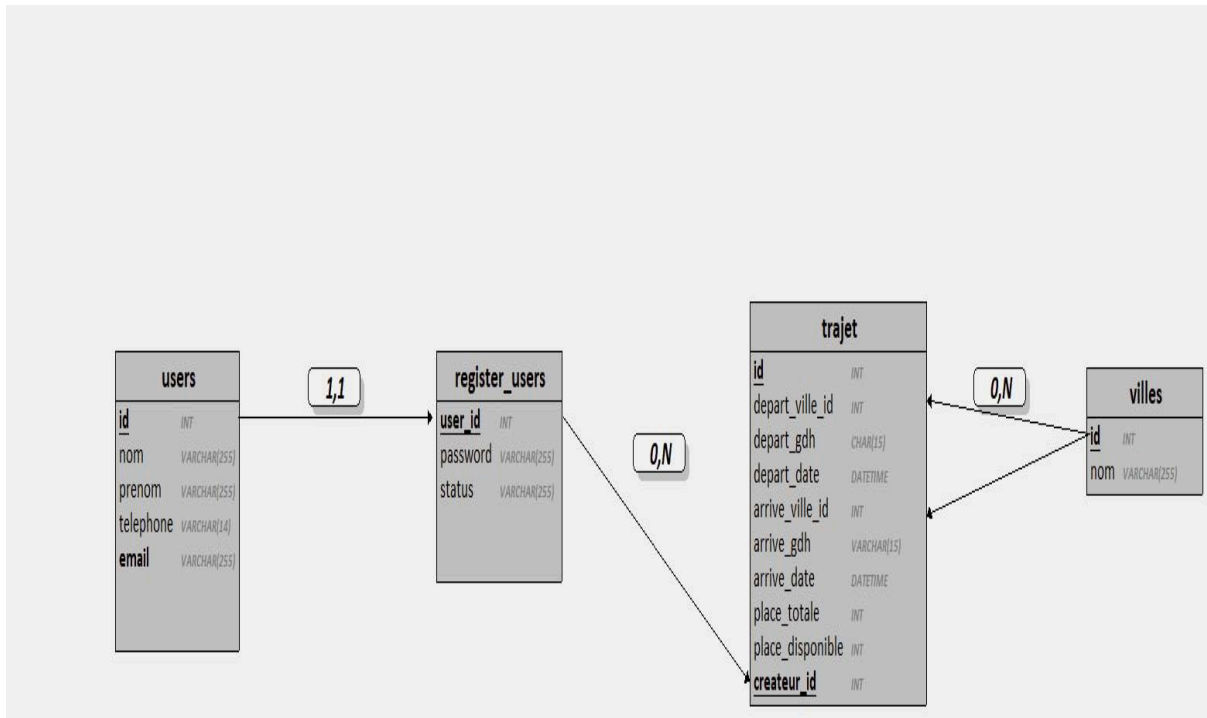 users
id INT
nom VARCHAR(255)
prenom VARCHAR(255)
telephone VARCHAR(14)
email VARCHAR(255)
1,1
register_users
user_id INT
password VARCHAR(255)
status VARCHAR(255)
0,N
trajet
id INT
depart_ville_id INT
depart_gdh CHAR(15)
depart_date DATETIME
arrive_ville_id INT
arrive_gdh VARCHAR(15)
arrive_date DATETIME
place_totale INT
place_disponible INT
createur_id INT
0,N
villes
id INT
nom VARCHAR(255)